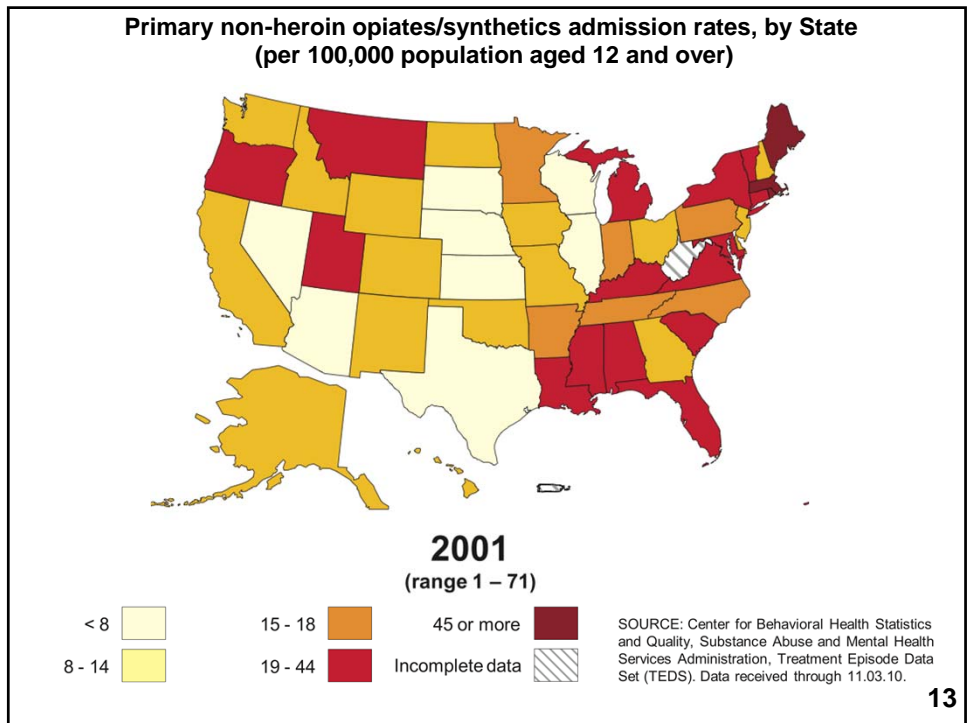 Primary non-heroin opiates/synthetics admission rates, by State
(per 100,000 population aged 12 and over)
2001
(range 1 – 71)
< 8
15 - 18
45 or more
8 - 14
19 - 44
Incomplete data
SOURCE: Center for Behavioral Health Statistics
and Quality, Substance Abuse and Mental Health
Services Administration, Treatment Episode Data
Set (TEDS). Data received through 11.03.10.
13